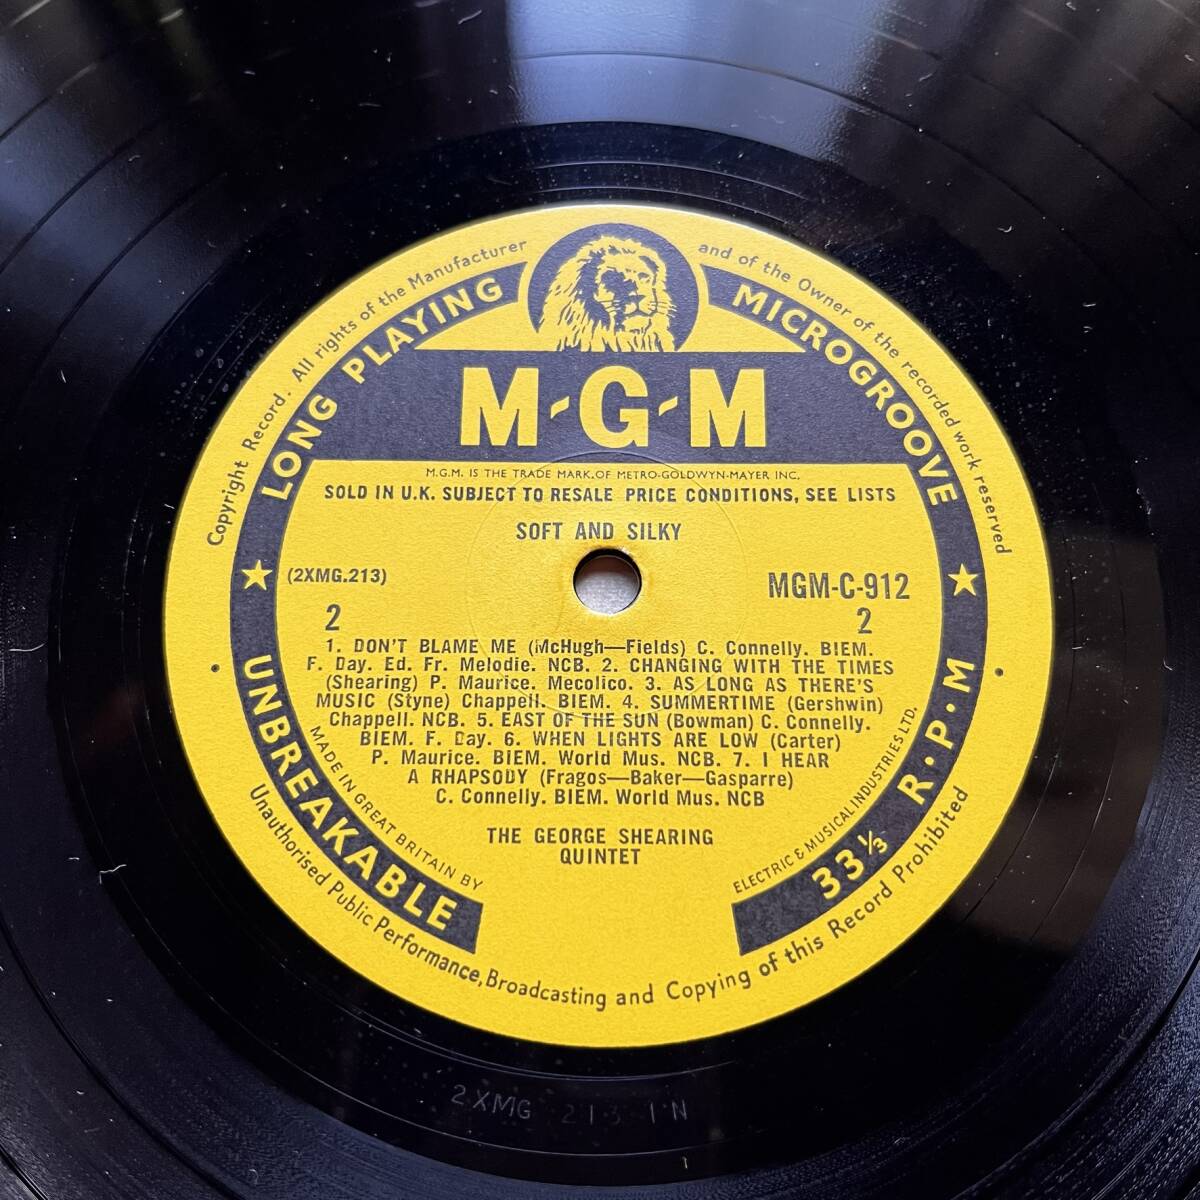 Copyright Record. All rights of the Manufacturer and of the Owner of the recorded work reserved
LONG PLAYING MICROGROOVE
M-G-M
M.G.M. IS THE TRADE MARK.OF METRO-GOLDWYN-MAYER INC.
SOLD IN U.K. SUBJECT TO RESALE PRICE CONDITIONS, SEE LISTS
SOFT AND SILKY
(2XMG.213)
MGM-C-912
2
2
1. DON'T BLAME ME (McHugh—Fields) C. Connelly. BIEM.
F. Day. Ed. Fr. Melodie. NCB. 2. CHANGING WITH THE TIMES
(Shearing) P. Maurice. Mecolico. 3. AS LONG AS THERE'S
MUSIC (Styne) Chappell. BIEM. 4. SUMMERTIME (Gershwin)
Chappell. NCB. 5. EAST OF THE SUN (Bowman) C. Connelly.
BIEM. F. Day. 6. WHEN LIGHTS ARE LOW (Carter)
P. Maurice. BIEM. World Mus. NCB. 7. I HEAR
A RHAPSODY (Fragos—Baker—Gasparre)
C. Connelly. BIEM. World Mus. NCB
THE GEORGE SHEARING
QUINTET
MADE IN GREAT BRITAIN BY
ELECTRIC & MUSICAL INDUSTRIES LTD.
UNBREAKABLE
33⅓ R·P·M
Unauthorised Public Performance, Broadcasting and Copying of this Record Prohibited
2XMG 213 1N